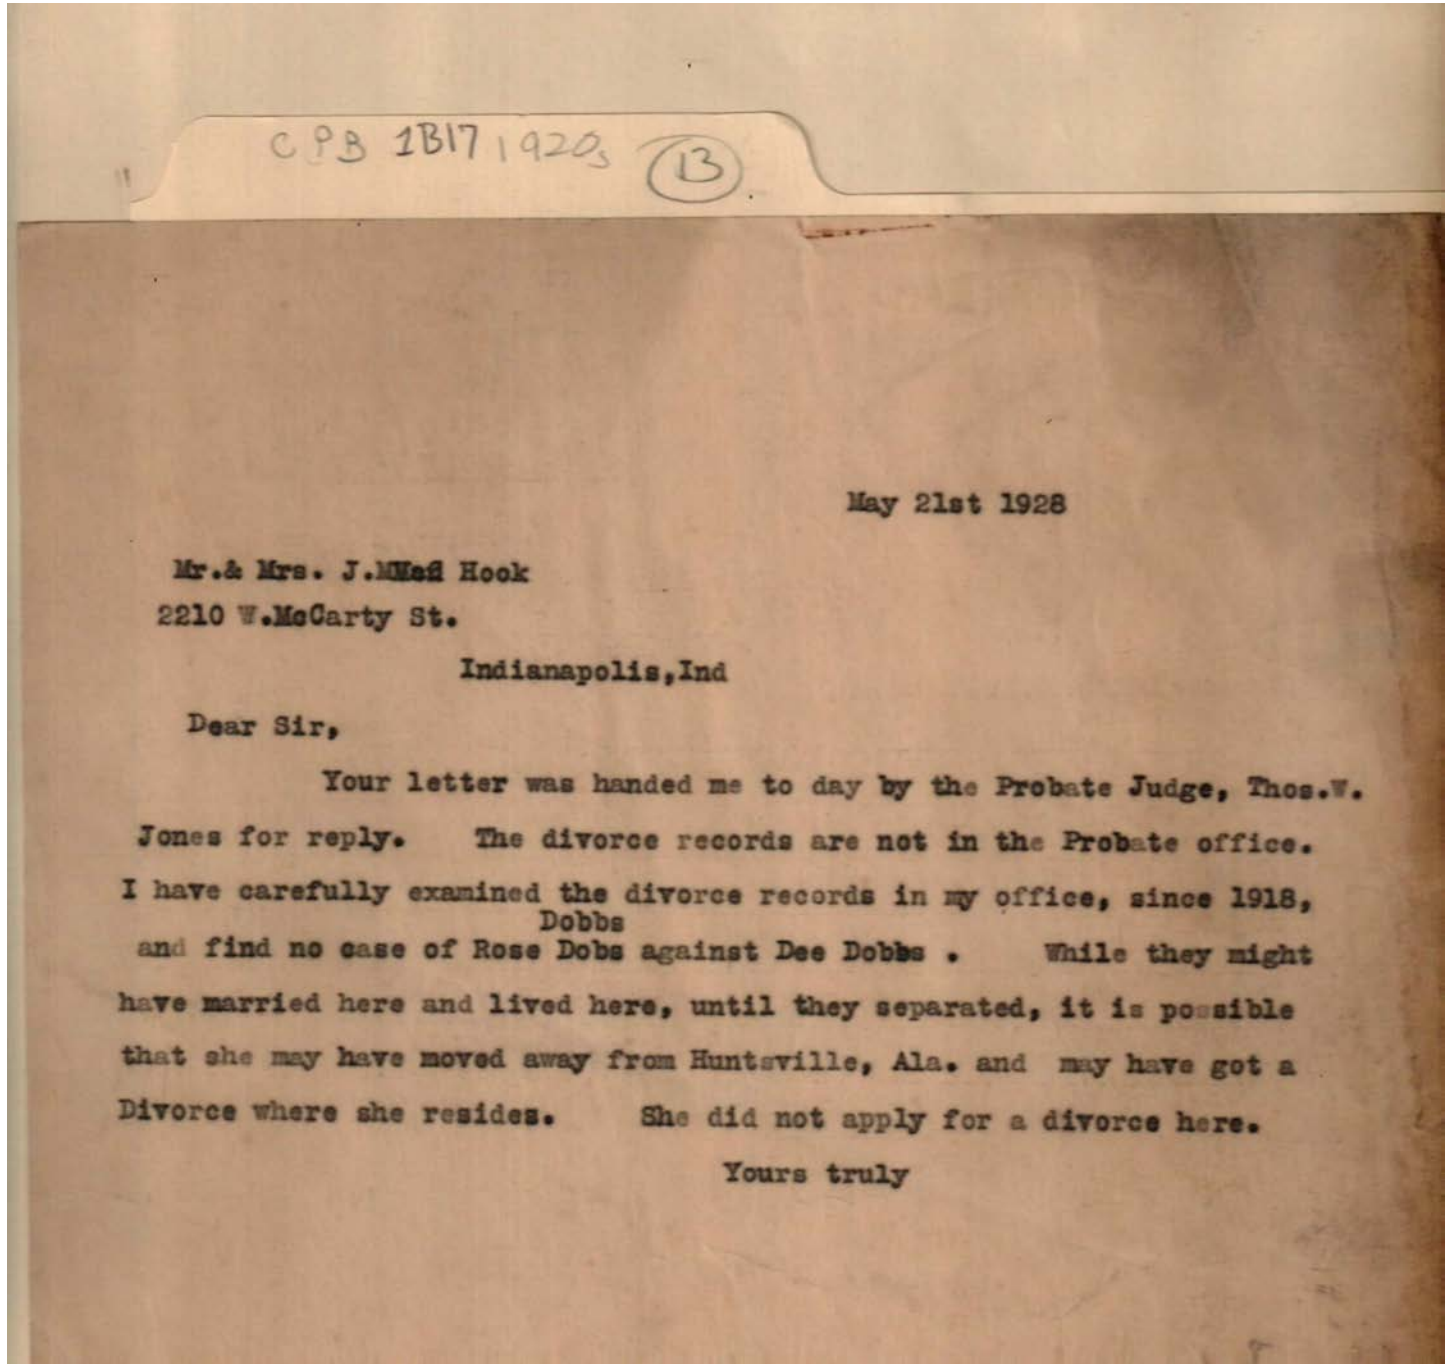 CPB 1B17 1920s 13
May 21st 1928
Mr.& Mrs. J. Hook
2210 W.McCarty St.
Indianapolis,Ind
Dear Sir,
Your letter was handed me to day by the Probate Judge, Thos.W.
Jones for reply. The divorce records are not in the Probate office.
I have carefully examined the divorce records in my office, since 1918,
Dobbs
and find no case of Rose Dobs against Dee Dobbs .  While they might
have married here and lived here, until they separated, it is possible
that she may have moved away from Huntsville, Ala. and may have got a
Divorce where she resides. She did not apply for a divorce here.
Yours truly